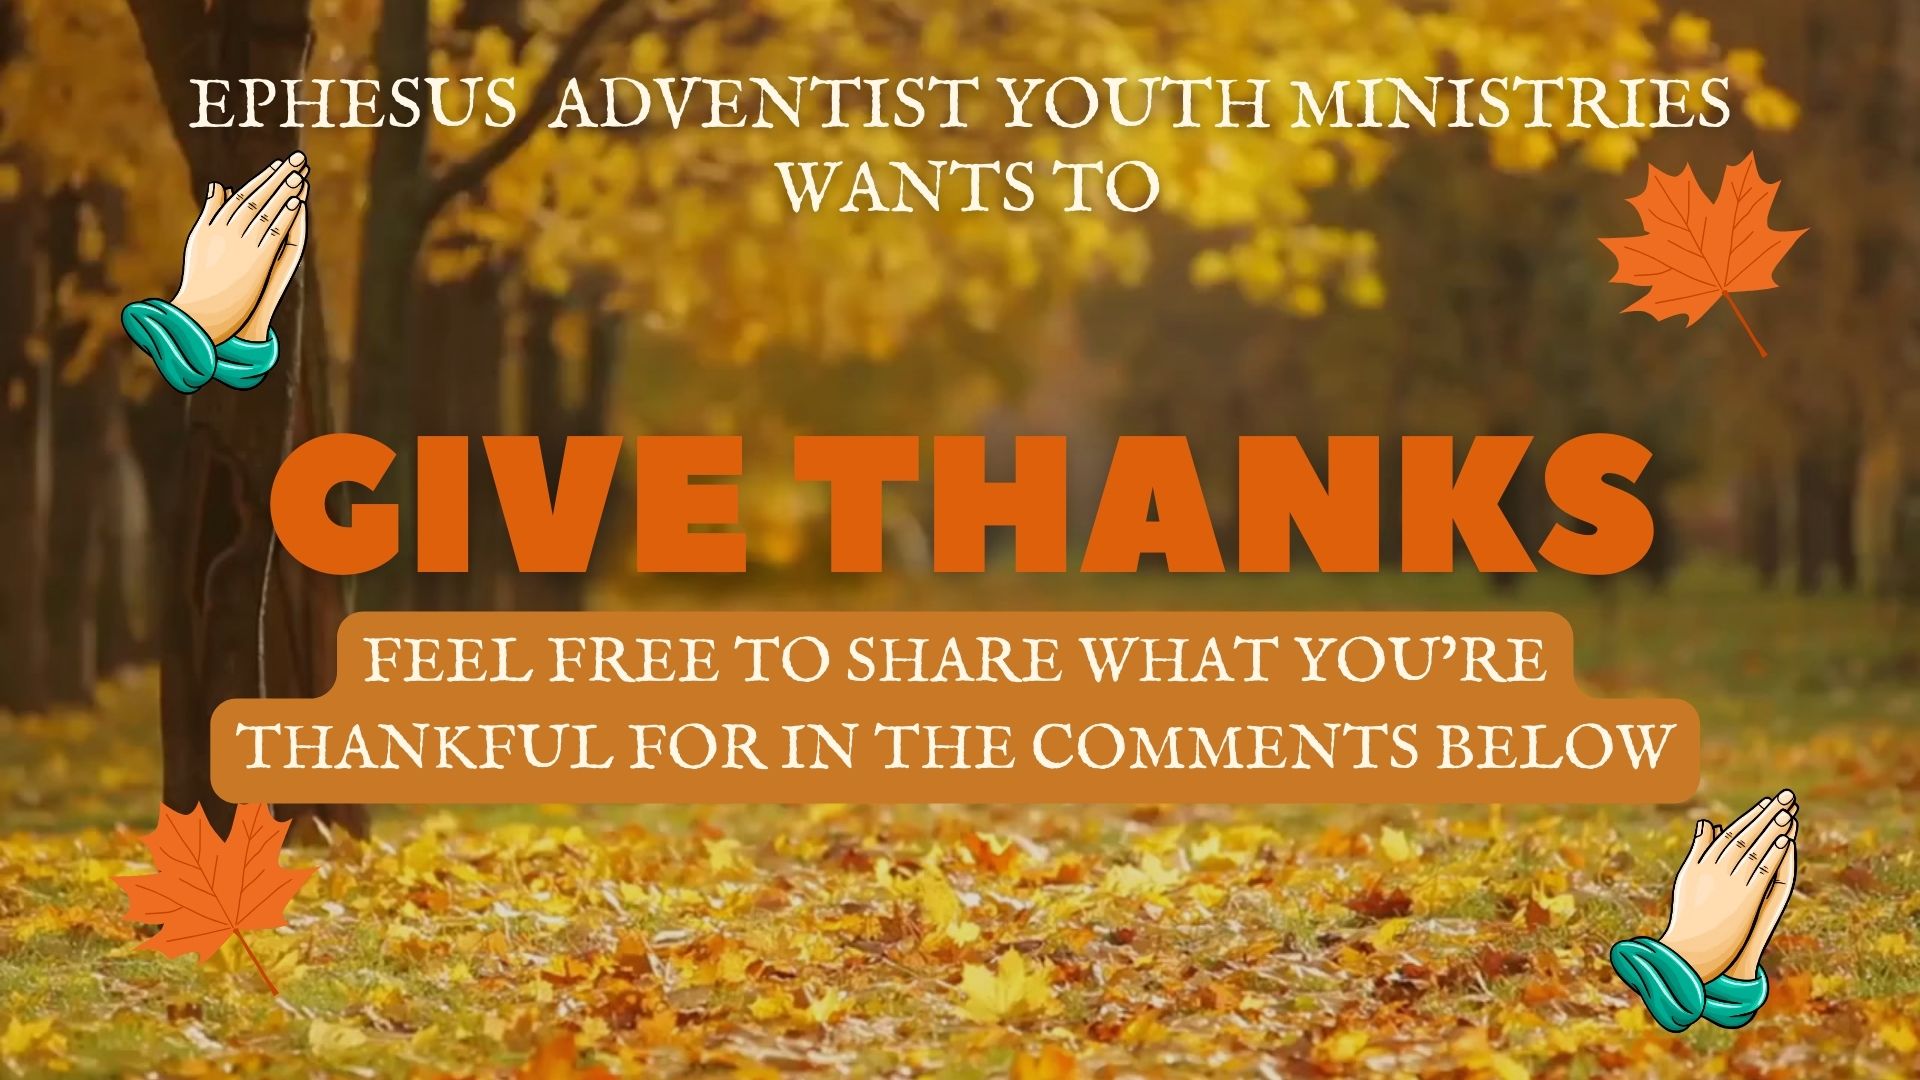 EPHESUS ADVENTIST YOUTH MINISTRIES
WANTS TO
GIVE THANKS
FEEL FREE TO SHARE WHAT YOU’RE
THANKFUL FOR IN THE COMMENTS BELOW